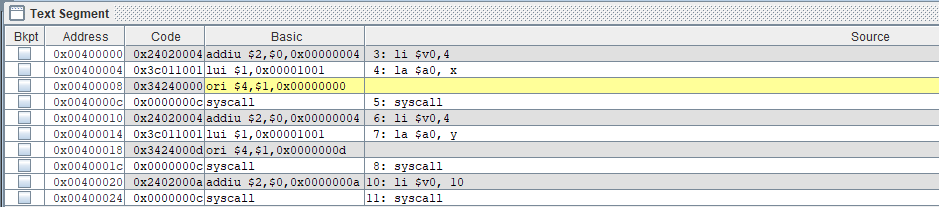 Text Segment
Bkpt Address Code Basic Source
0x00400000 0x24020004 addiu $2,$0,0x00000004 3: li $v0,4
0x00400004 0x3c011001 lui $1,0x00001001 4: la $a0, x
0x00400008 0x34240000 ori $4,$1,0x00000000
0x0040000c 0x0000000c syscall 5: syscall
0x00400010 0x24020004 addiu $2,$0,0x00000004 6: li $v0,4
0x00400014 0x3c011001 lui $1,0x00001001 7: la $a0, y
0x00400018 0x3424000d ori $4,$1,0x0000000d
0x0040001c 0x0000000c syscall 8: syscall
0x00400020 0x2402000a addiu $2,$0,0x0000000a 10: li $v0, 10
0x00400024 0x0000000c syscall 11: syscall